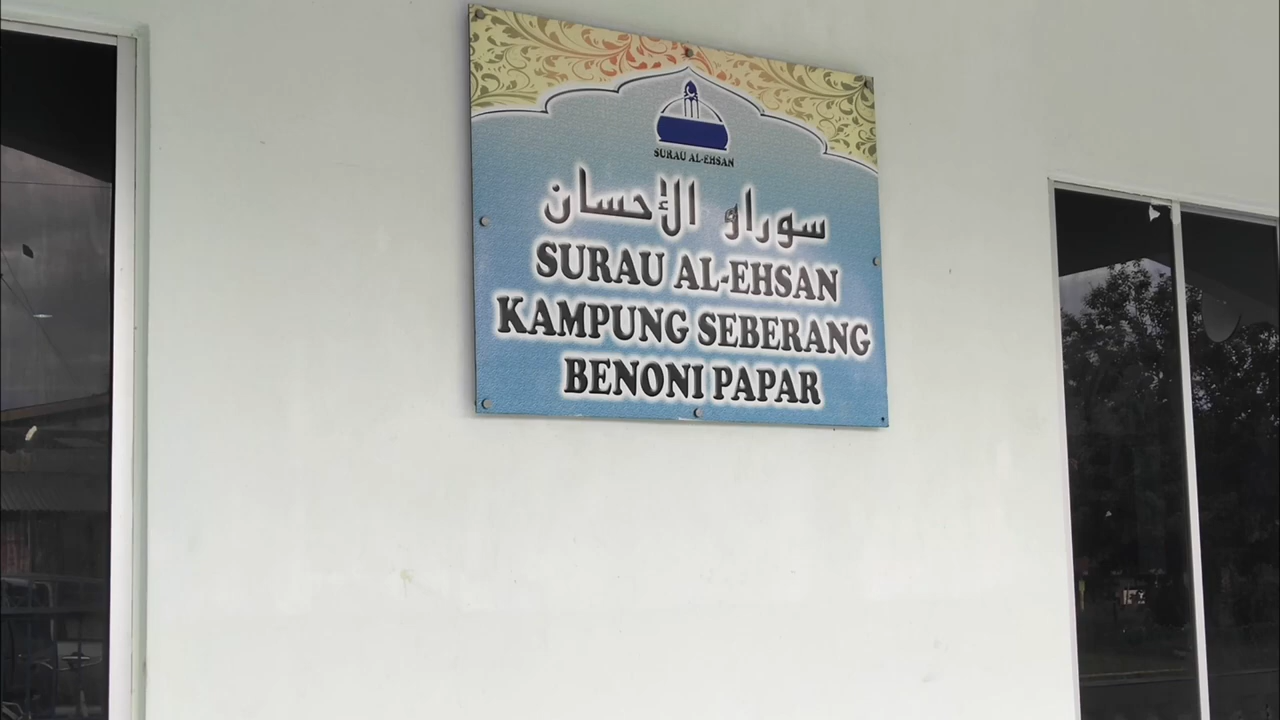 SURAU AL-EHSAN
سوراو الإحسان
SURAU AL-EHSAN
KAMPUNG SEBERANG
BENONI PAPAR